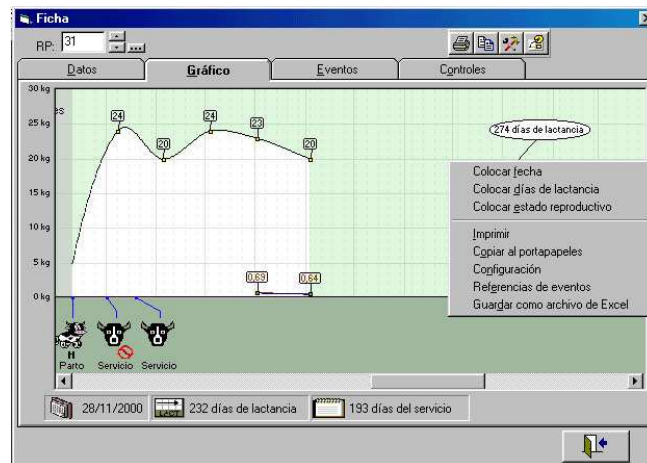 Ficha
RP: 31
...
Datos Gráfico Eventos Controles
30 kg
es
25 kg
24 24 23
274 días de lactancia
20 20
20 kg
15 kg
10 kg
5 kg
0,69 0,64
0 kg
Colocar fecha
Colocar días de lactancia
Colocar estado reproductivo
Imprimir
Copiar al portapapeles
Configuración
Referencias de eventos
Guardar como archivo de Excel
H
Parto Servicio Servicio
28/11/2000 232 días de lactancia 193 días del servicio